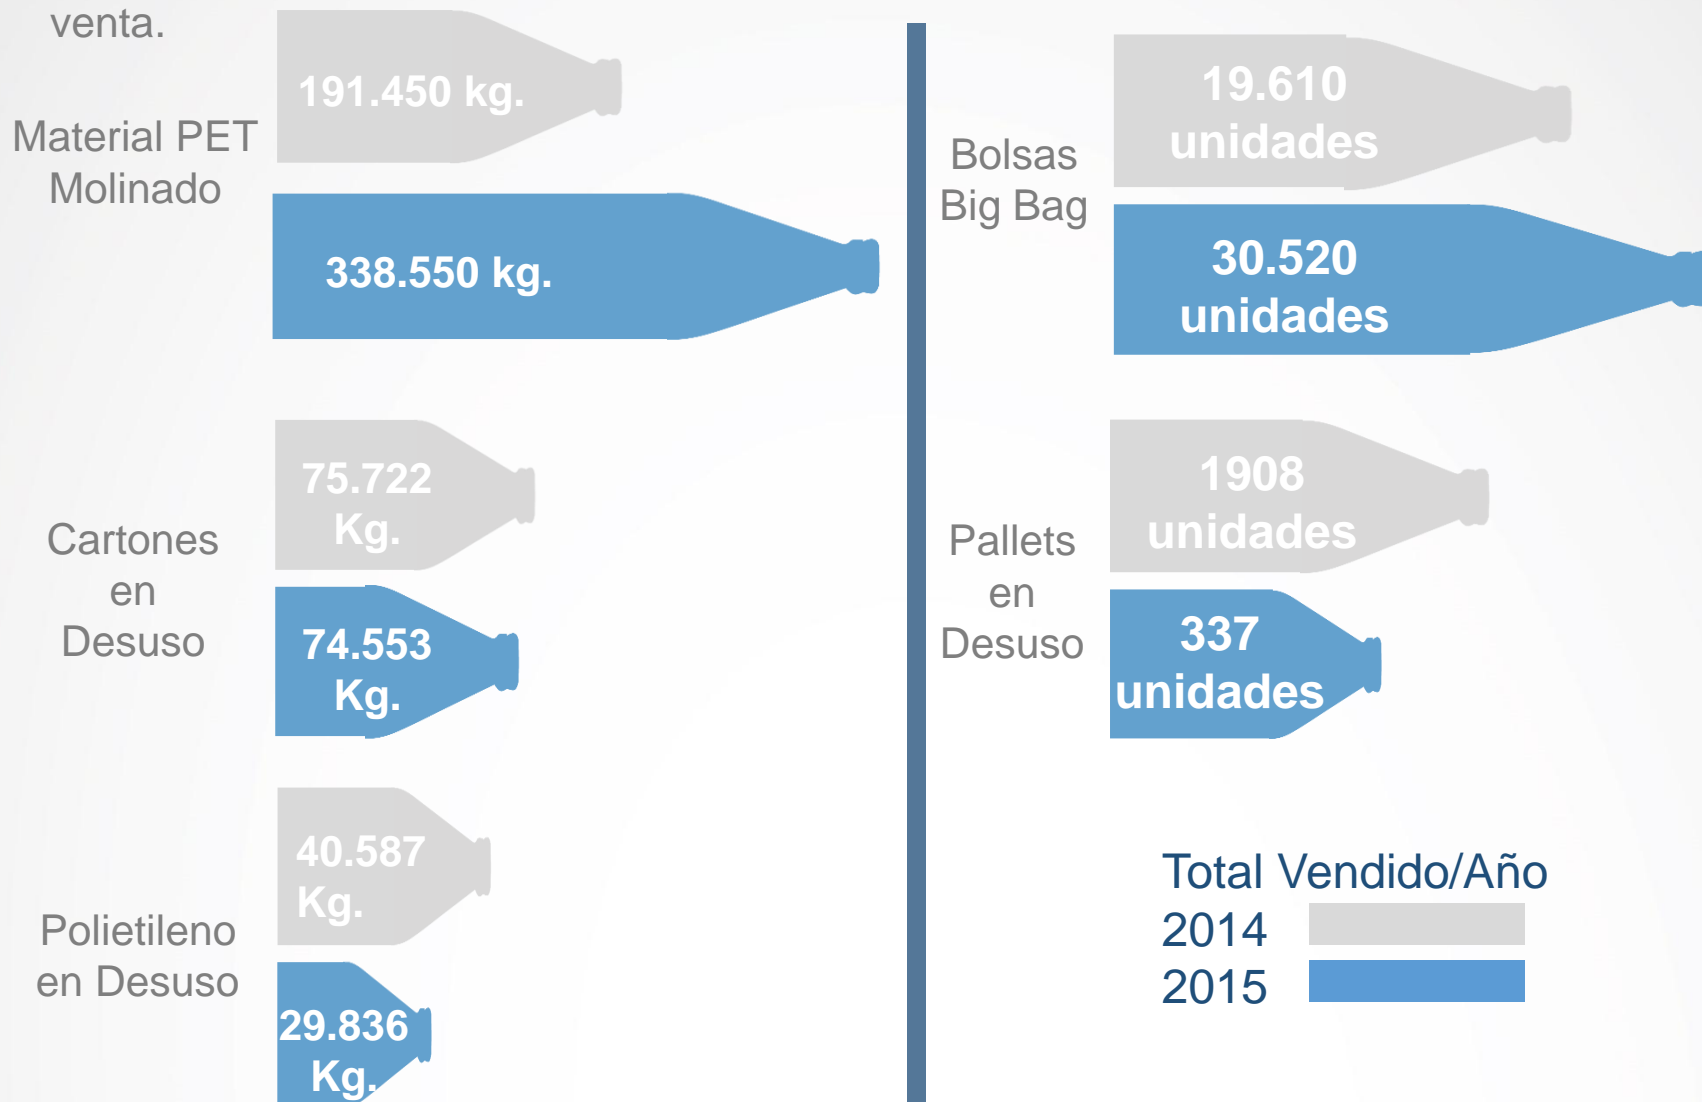 venta.
Material PET
Molinado
191.450 kg.
338.550 kg.
Cartones
en
Desuso
75.722
Kg.
74.553
Kg.
Polietileno
en Desuso
40.587
Kg.
29.836
Kg.
Bolsas
Big Bag
19.610
unidades
30.520
unidades
Pallets
en
Desuso
1908
unidades
337
unidades
Total Vendido/Año
2014
2015